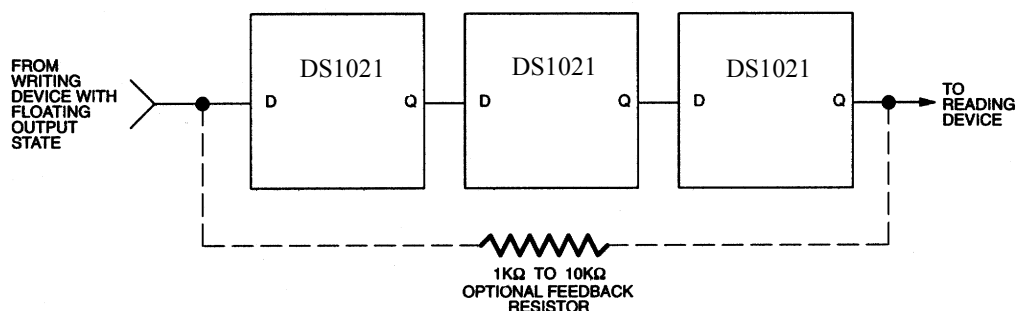 FROM
WRITING
DEVICE WITH
FLOATING
OUTPUT
STATE
DS1021
D
Q
DS1021
D
Q
DS1021
D
Q
TO
READING
DEVICE
1KΩ TO 10KΩ
OPTIONAL FEEDBACK
RESISTOR